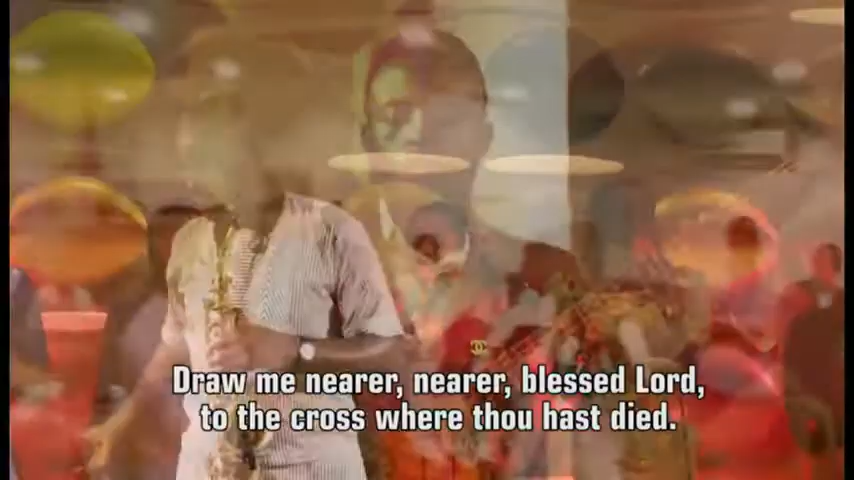 Draw me nearer, nearer, blessed Lord,
to the cross where thou hast died.